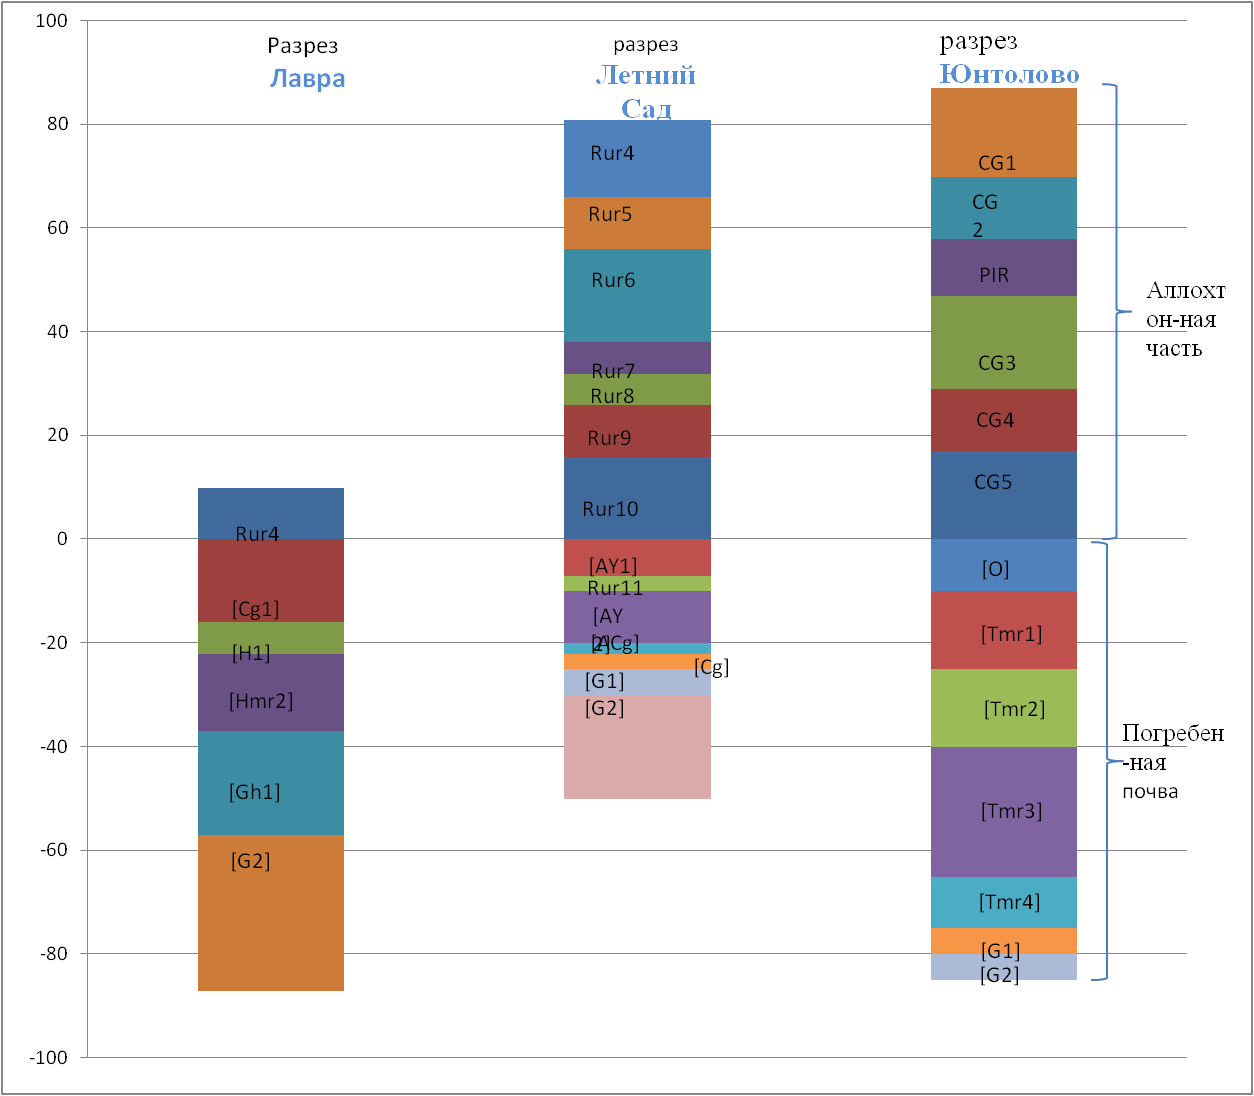 100
80
60
40
20
0
-20
-40
-60
-80
-100
Разрез
Лавра
Rur4
[Cg1]
[H1]
[Hmr2]
[Gh1]
[G2]
разрез
Летний
Сад
Rur4
Rur5
Rur6
Rur7
Rur8
Rur9
Rur10
[AY1]
Rur11
[AY
2]
[ACg]
[Cg]
[G1]
[G2]
разрез
Юнтолово
CG1
CG
2
PIR
CG3
CG4
CG5
[O]
[Tmr1]
[Tmr2]
[Tmr3]
[Tmr4]
[G1]
[G2]
Аллохт
он-ная
часть
Погребен
-ная
почва